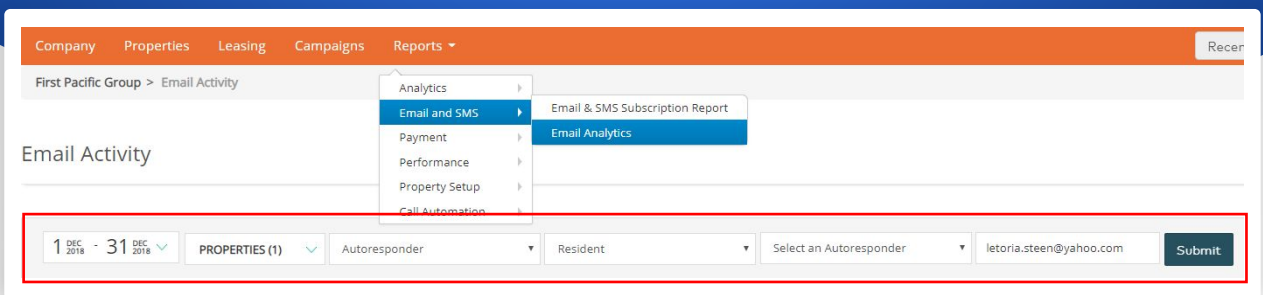 Company Properties Leasing Campaigns Reports
Recen
First Pacific Group > Email Activity
Analytics
Email and SMS
Email & SMS Subscription Report
Payment
Email Analytics
Performance
Property Setup
Call Automation
Email Activity
1 DEC 2018 - 31 DEC 2018 PROPERTIES (1) Autoresponder Resident Select an Autoresponder letoria.steen@yahoo.com Submit